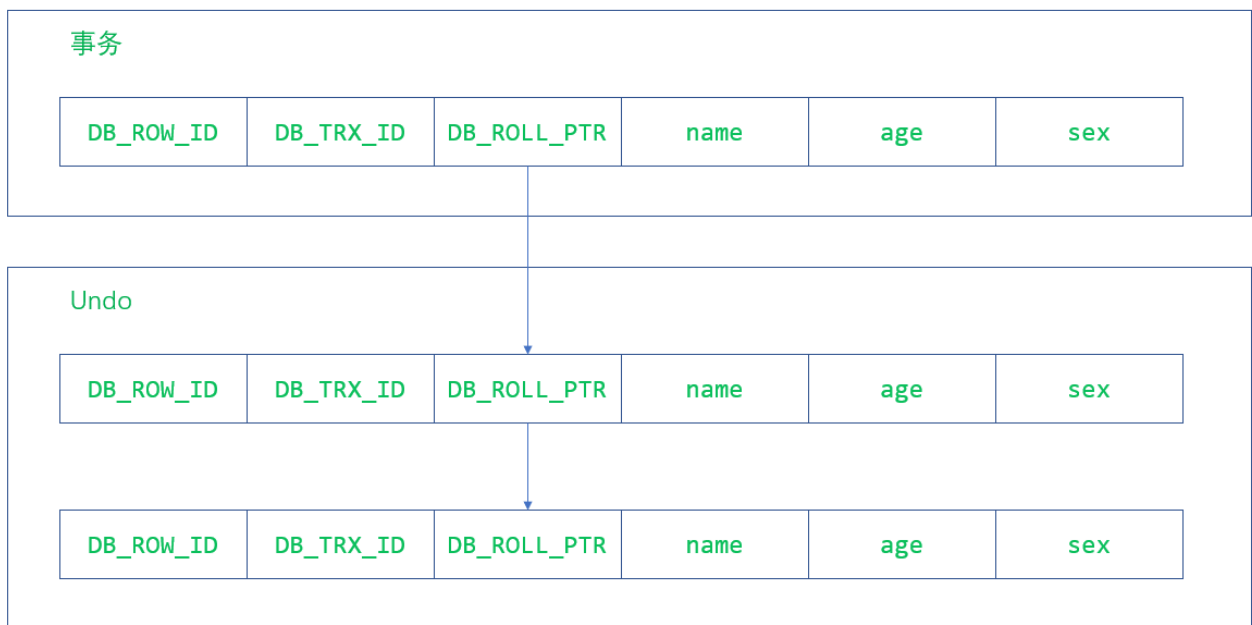 事务
DB_ROW_ID DB_TRX_ID DB_ROLL_PTR name age sex
Undo
DB_ROW_ID DB_TRX_ID DB_ROLL_PTR name age sex
DB_ROW_ID DB_TRX_ID DB_ROLL_PTR name age sex